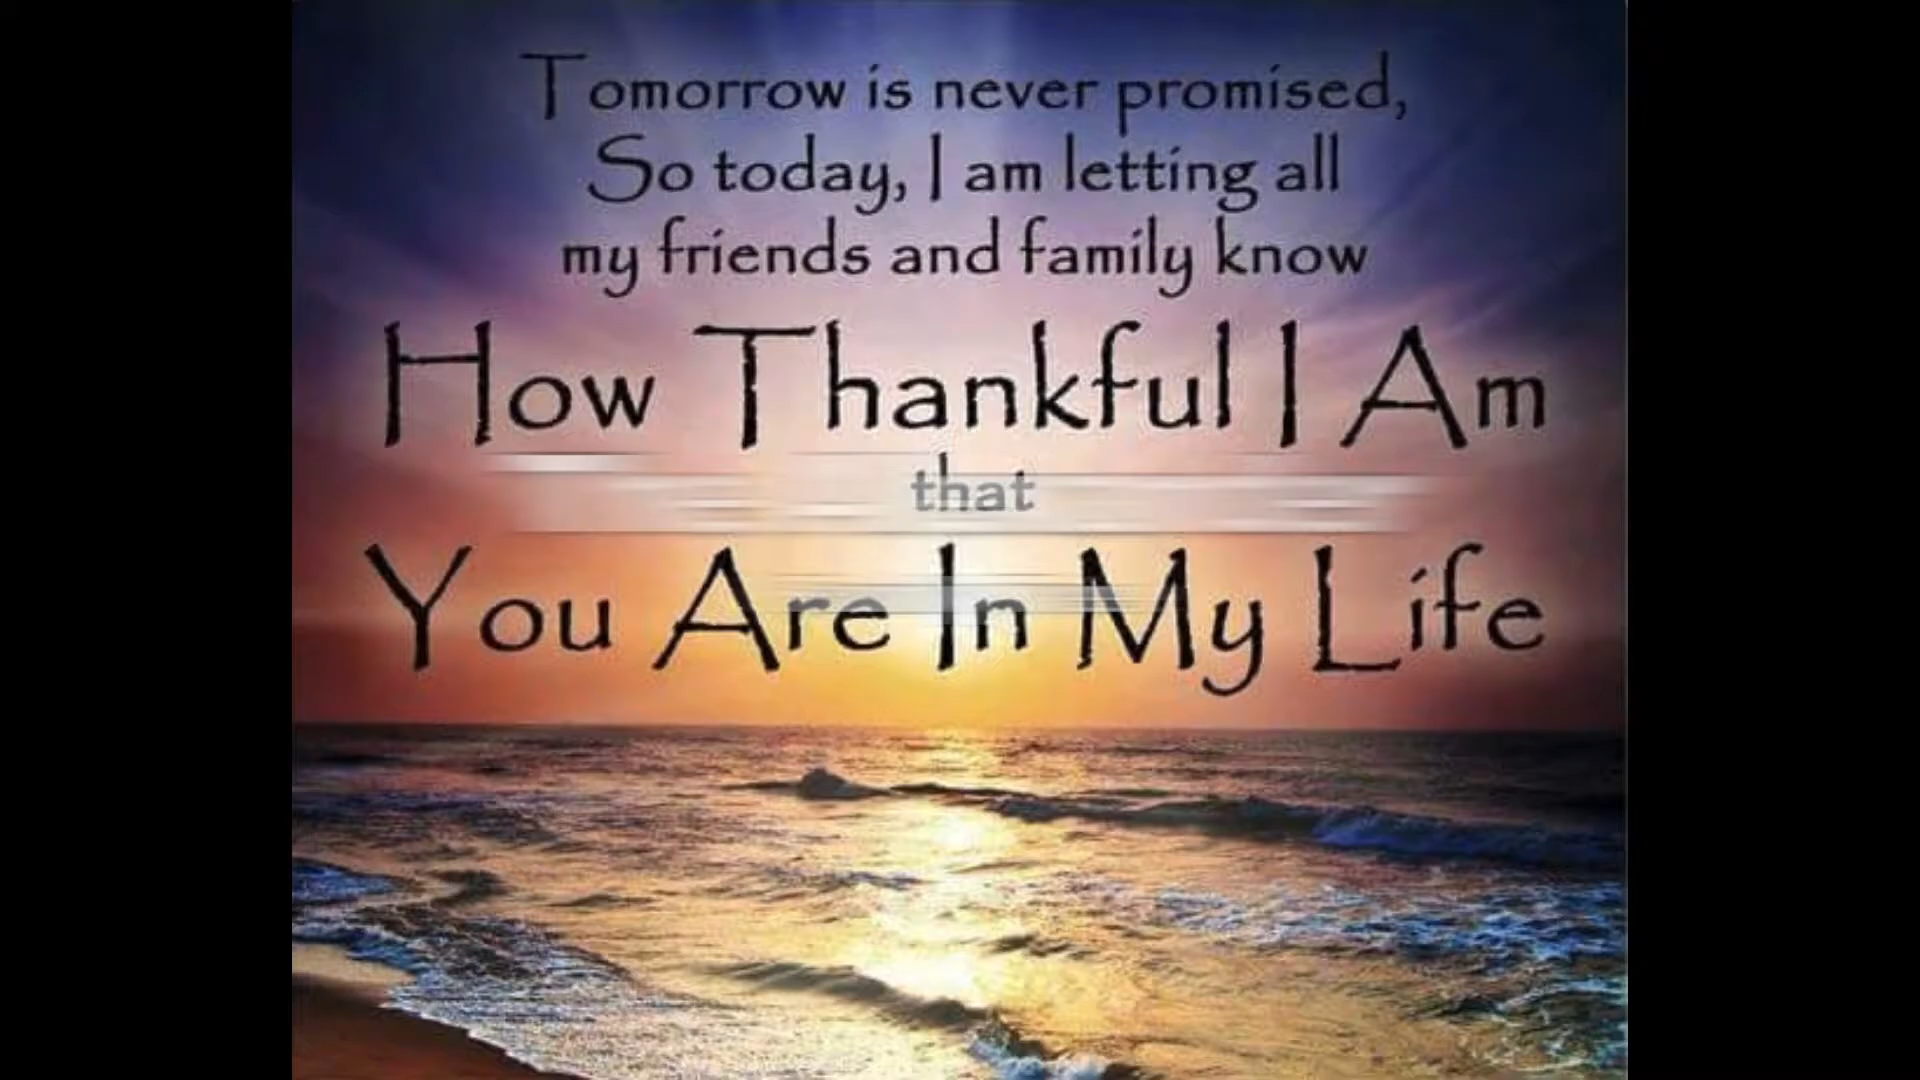 Tomorrow is never promised,
So today, I am letting all
my friends and family know
How Thankful I Am
that
You Are In My Life